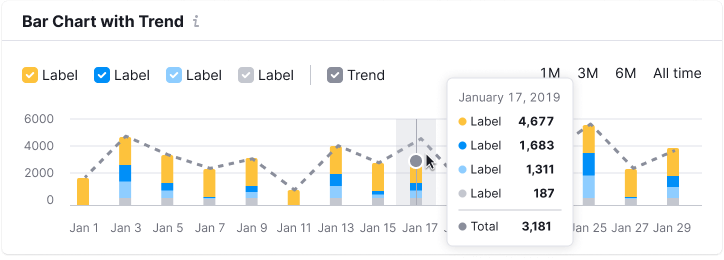 Bar Chart with Trend i
Label Label Label Label Trend 1M 3M 6M All time
January 17, 2019
Label 4,677
Label 1,683
Label 1,311
Label 187
Total 3,181
6000
4000
2000
0
Jan 1 Jan 3 Jan 5 Jan 7 Jan 9 Jan 11 Jan 13 Jan 15 Jan 17 Jan 25 Jan 27 Jan 29